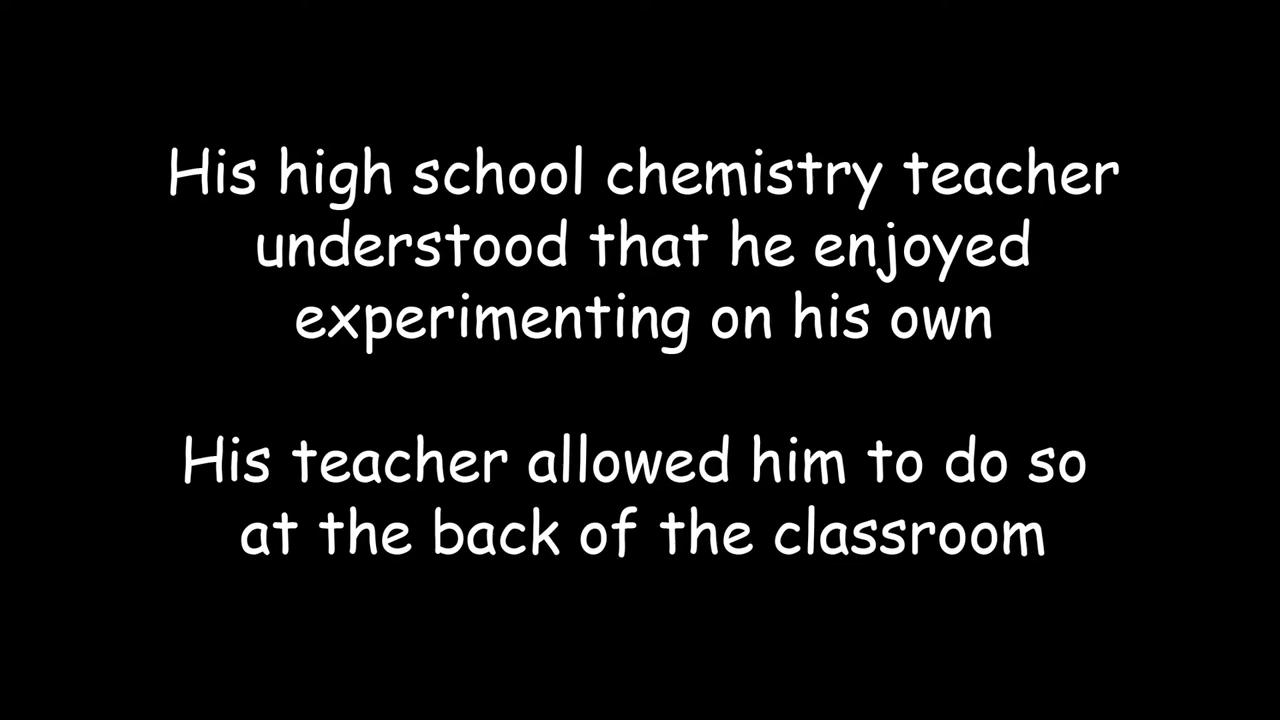 His high school chemistry teacher
understood that he enjoyed
experimenting on his own
His teacher allowed him to do so
at the back of the classroom